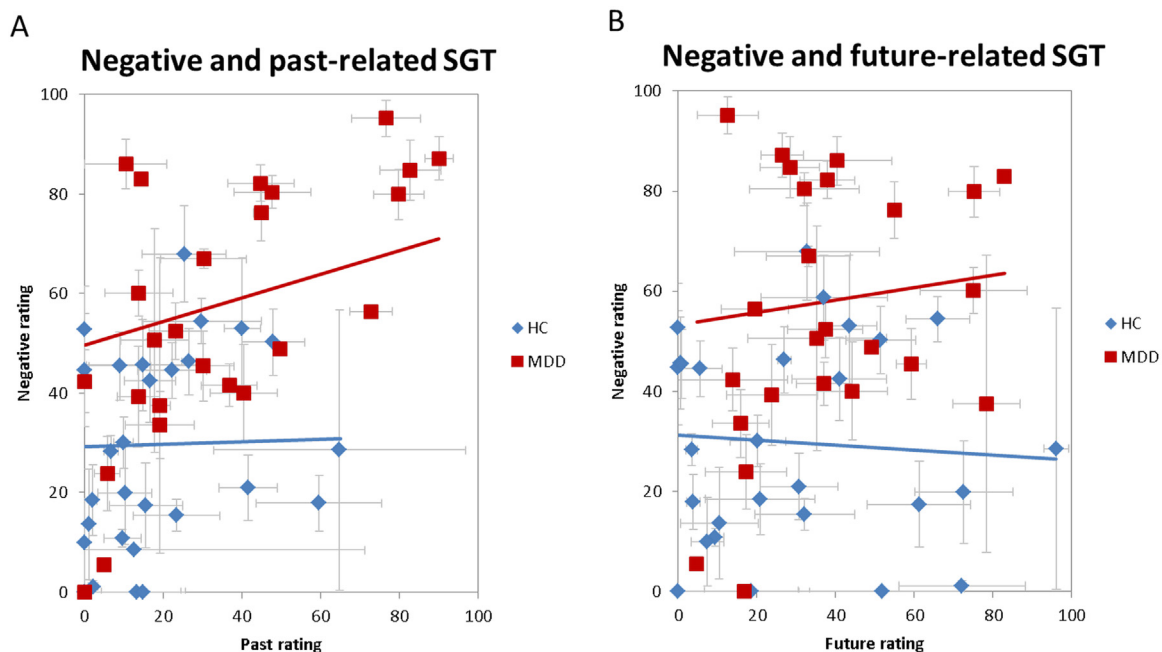 A
Negative and past-related SGT
100
80
60
40
20
0
0 20 40 60 80 100
Negative rating
Past rating
HC
MDD
B
Negative and future-related SGT
100
80
60
40
20
0
0 20 40 60 80 100
Negative rating
Future rating
HC
MDD